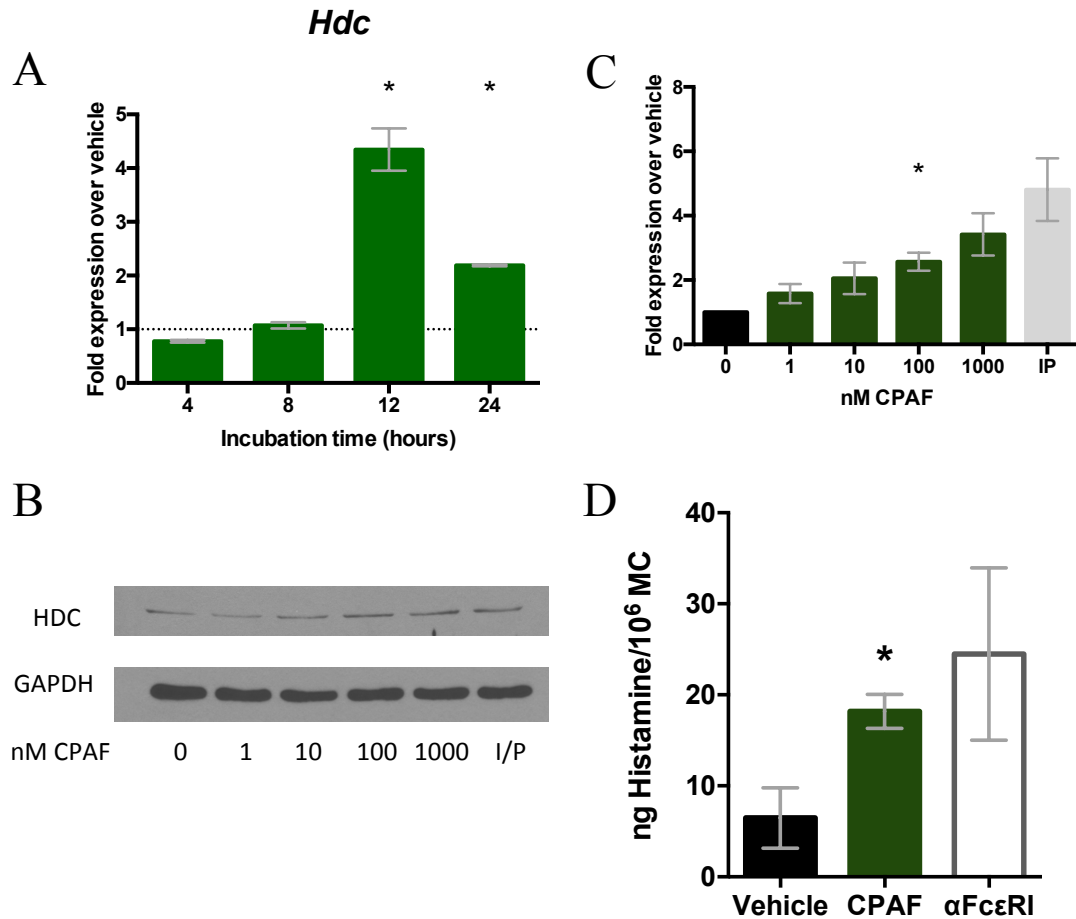 Hdc
A
* *
Fold expression over vehicle
5
4
3
2
1
0
4 8 12 24
Incubation time (hours)
C
*
Fold expression over vehicle
8
6
4
2
0
0 1 10 100 1000 IP
nM CPAF
B
HDC
GAPDH
nM CPAF 0 1 10 100 1000 I/P
D
*
ng Histamine/10⁶ MC
40
30
20
10
0
Vehicle CPAF αFcεRI